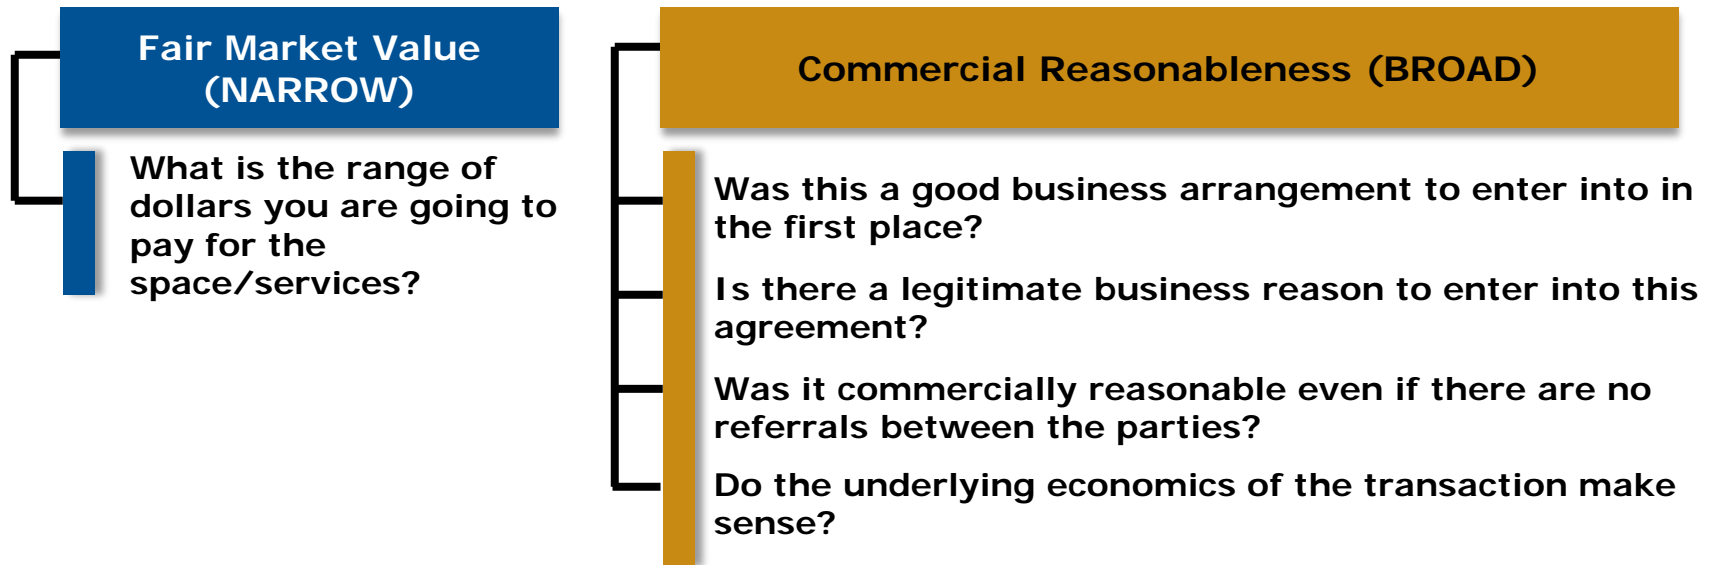 Fair Market Value
(NARROW)
What is the range of
dollars you are going to
pay for the
space/services?
Commercial Reasonableness (BROAD)
Was this a good business arrangement to enter into in
the first place?
Is there a legitimate business reason to enter into this
agreement?
Was it commercially reasonable even if there are no
referrals between the parties?
Do the underlying economics of the transaction make
sense?